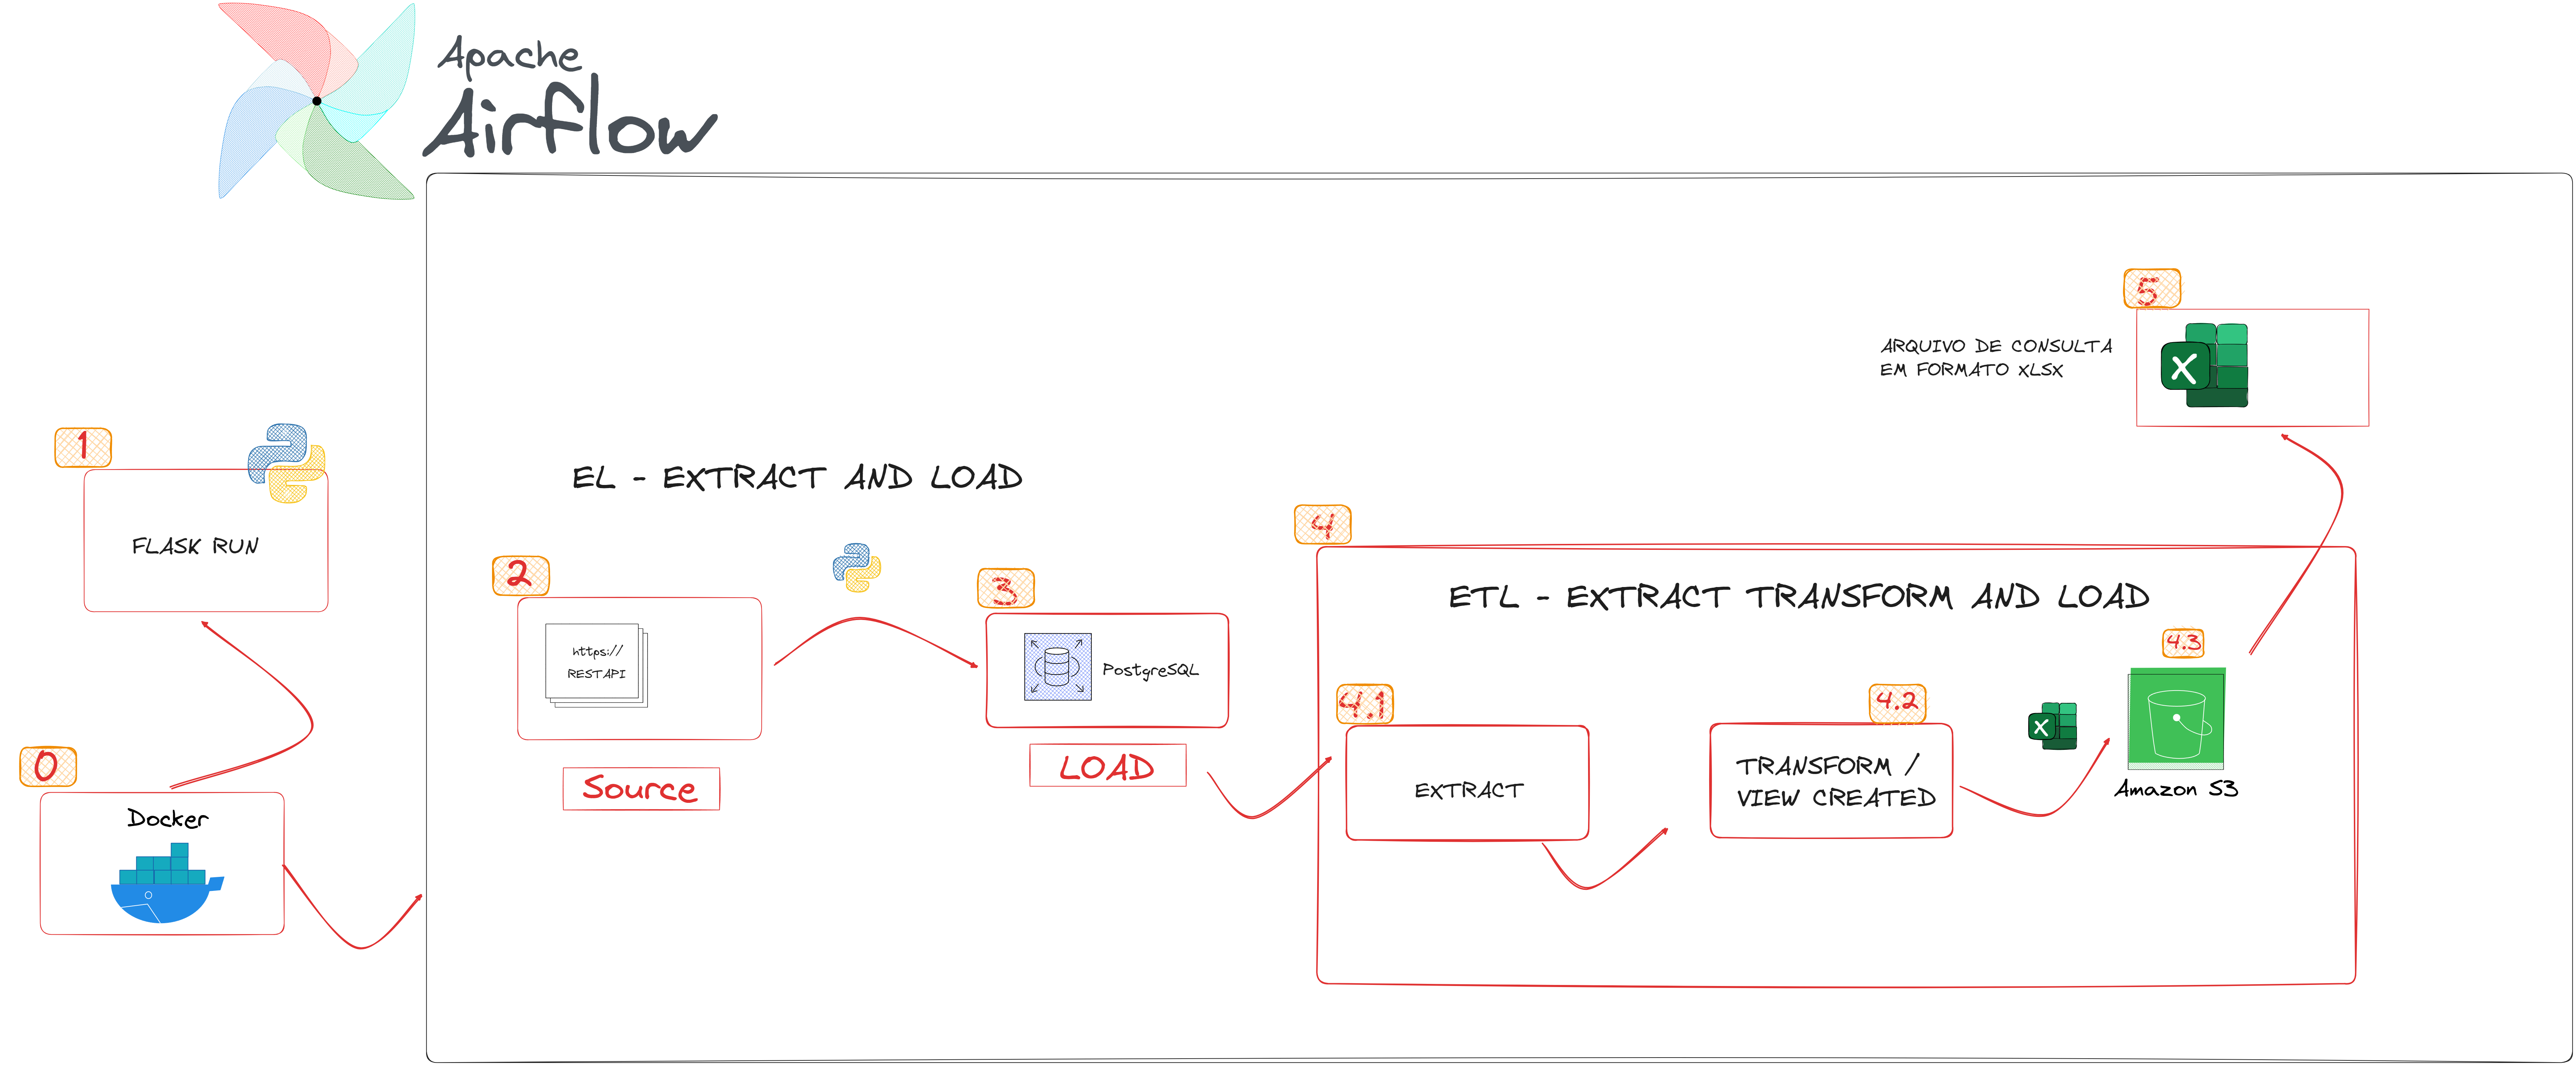 Apache
Airflow
5
ARQUIVO DE CONSULTA
EM FORMATO XLSX
X
1
FLASK RUN
EL - EXTRACT AND LOAD
2
https://
RESTAPI
Source
3
PostgreSQL
LOAD
4
ETL - EXTRACT TRANSFORM AND LOAD
4.1
EXTRACT
4.2
TRANSFORM /
VIEW CREATED
X
4.3
Amazon S3
0
Docker